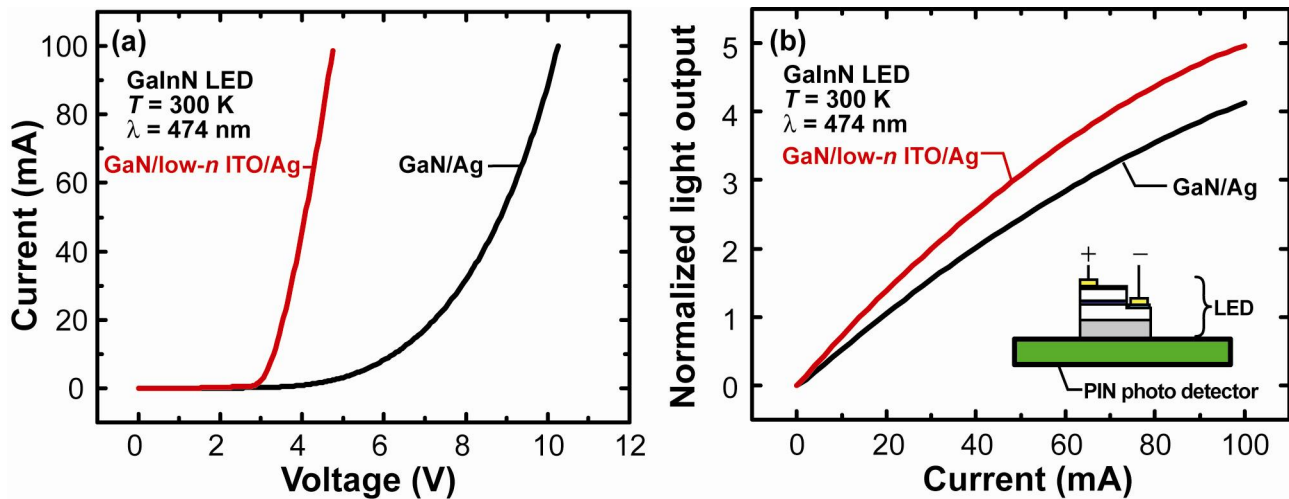 (a)
GaInN LED
T = 300 K
λ = 474 nm
GaN/low-n ITO/Ag
GaN/Ag
Current (mA)
100
80
60
40
20
0
0 2 4 6 8 10 12
Voltage (V)
(b)
GaInN LED
T = 300 K
λ = 474 nm
GaN/low-n ITO/Ag
GaN/Ag
+ −
LED
PIN photo detector
Normalized light output
5
4
3
2
1
0
0 20 40 60 80 100
Current (mA)